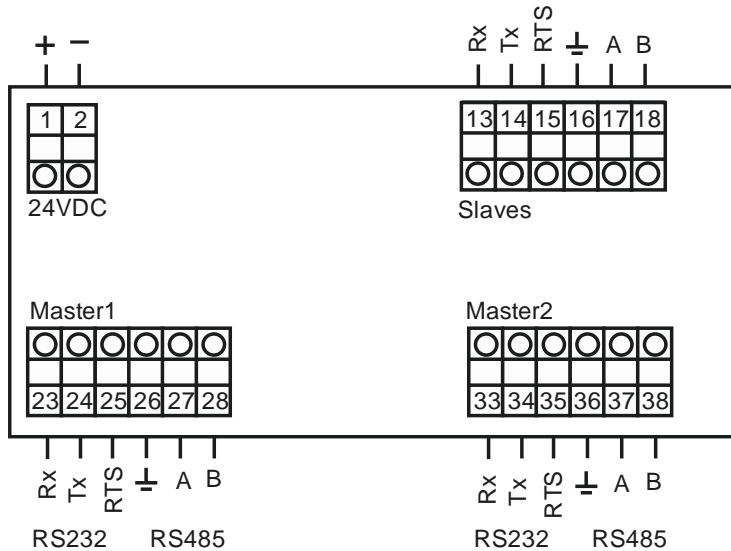 + −
Rx Tx RTS A B
1 2
13 14 15 16 17 18
24VDC
Slaves
Master1
Master2
23 24 25 26 27 28
33 34 35 36 37 38
Rx Tx RTS A B
Rx Tx RTS A B
RS232 RS485
RS232 RS485